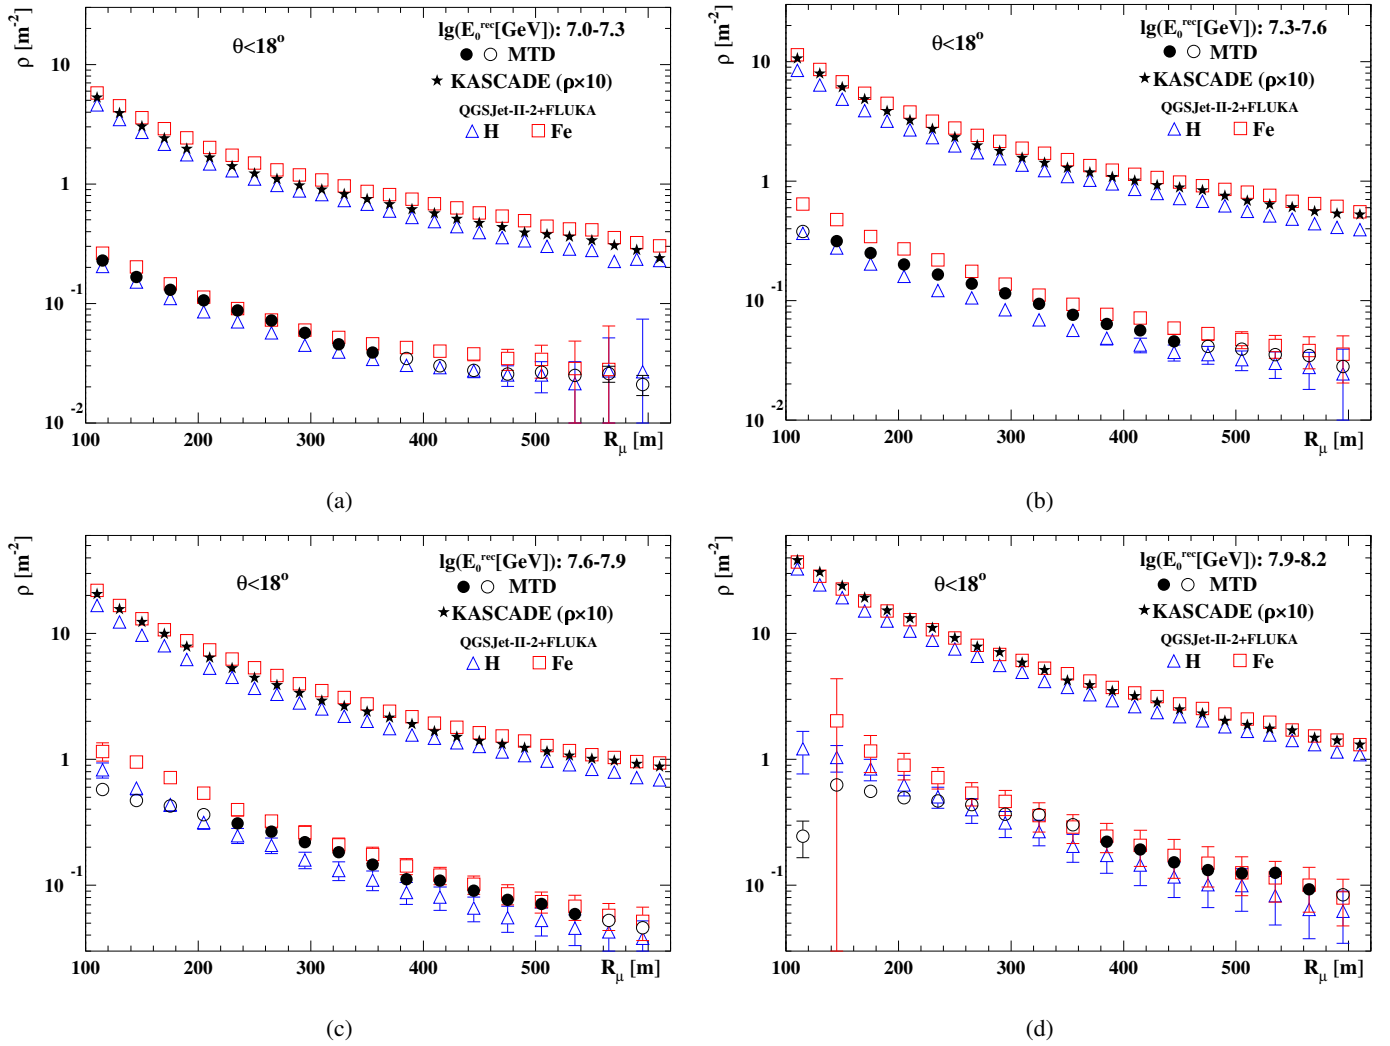 ρ [m⁻²]
lg(E₀ʳᵉᶜ[GeV]): 7.0-7.3
θ<18°
MTD
KASCADE (ρ×10)
QGSJet-II-2+FLUKA
H Fe
10
1
10⁻¹
10⁻²
100 200 300 400 500
R_μ [m]
(a)
ρ [m⁻²]
lg(E₀ʳᵉᶜ[GeV]): 7.3-7.6
θ<18°
MTD
KASCADE (ρ×10)
QGSJet-II-2+FLUKA
H Fe
10
1
10⁻¹
10⁻²
100 200 300 400 500
R_μ [m]
(b)
ρ [m⁻²]
lg(E₀ʳᵉᶜ[GeV]): 7.6-7.9
θ<18°
MTD
KASCADE (ρ×10)
QGSJet-II-2+FLUKA
H Fe
10
1
10⁻¹
100 200 300 400 500
R_μ [m]
(c)
ρ [m⁻²]
lg(E₀ʳᵉᶜ[GeV]): 7.9-8.2
θ<18°
MTD
KASCADE (ρ×10)
QGSJet-II-2+FLUKA
H Fe
10
1
10⁻¹
100 200 300 400 500
R_μ [m]
(d)